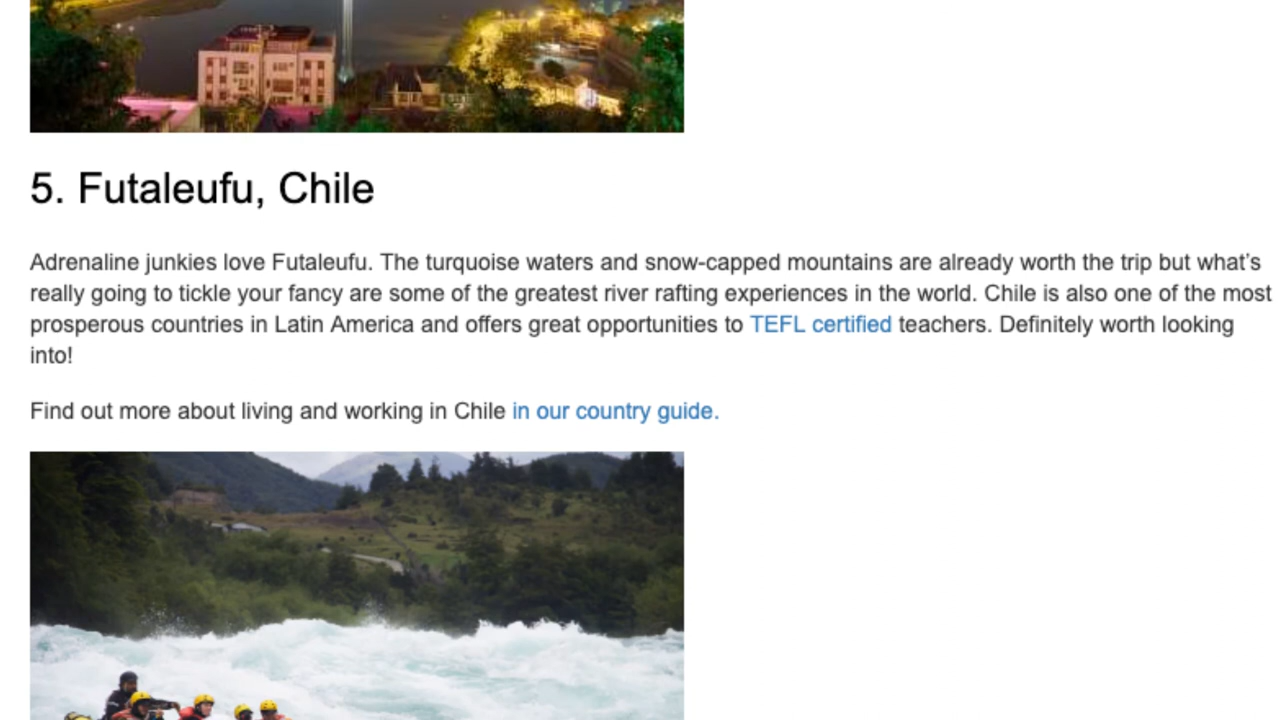 5. Futaleufu, Chile
Adrenaline junkies love Futaleufu. The turquoise waters and snow-capped mountains are already worth the trip but what’s
really going to tickle your fancy are some of the greatest river rafting experiences in the world. Chile is also one of the most
prosperous countries in Latin America and offers great opportunities to TEFL certified teachers. Definitely worth looking
into!
Find out more about living and working in Chile in our country guide.